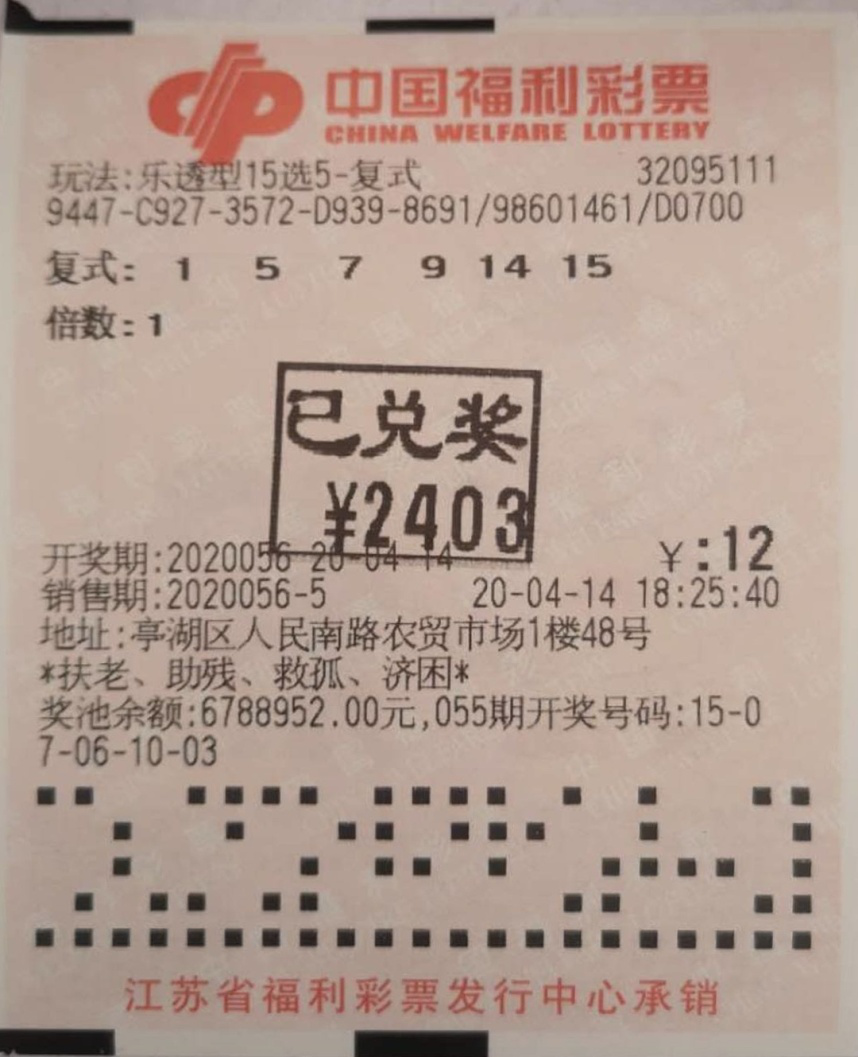 中国福利彩票
CHINA WELFARE LOTTERY
玩法:乐透型15选5-复式 32095111
9447-C927-3572-D939-8691/98601461/D0700
复式: 1 5 7 9 14 15
倍数:1
已兑奖
¥2403
开奖期:2020056 20-04-14 ¥:12
销售期:2020056-5 20-04-14 18:25:40
地址:亭湖区人民南路农贸市场1楼48号
*扶老、助残、救孤、济困*
奖池余额:6788952.00元,055期开奖号码:15-0
7-06-10-03
江苏省福利彩票发行中心承销